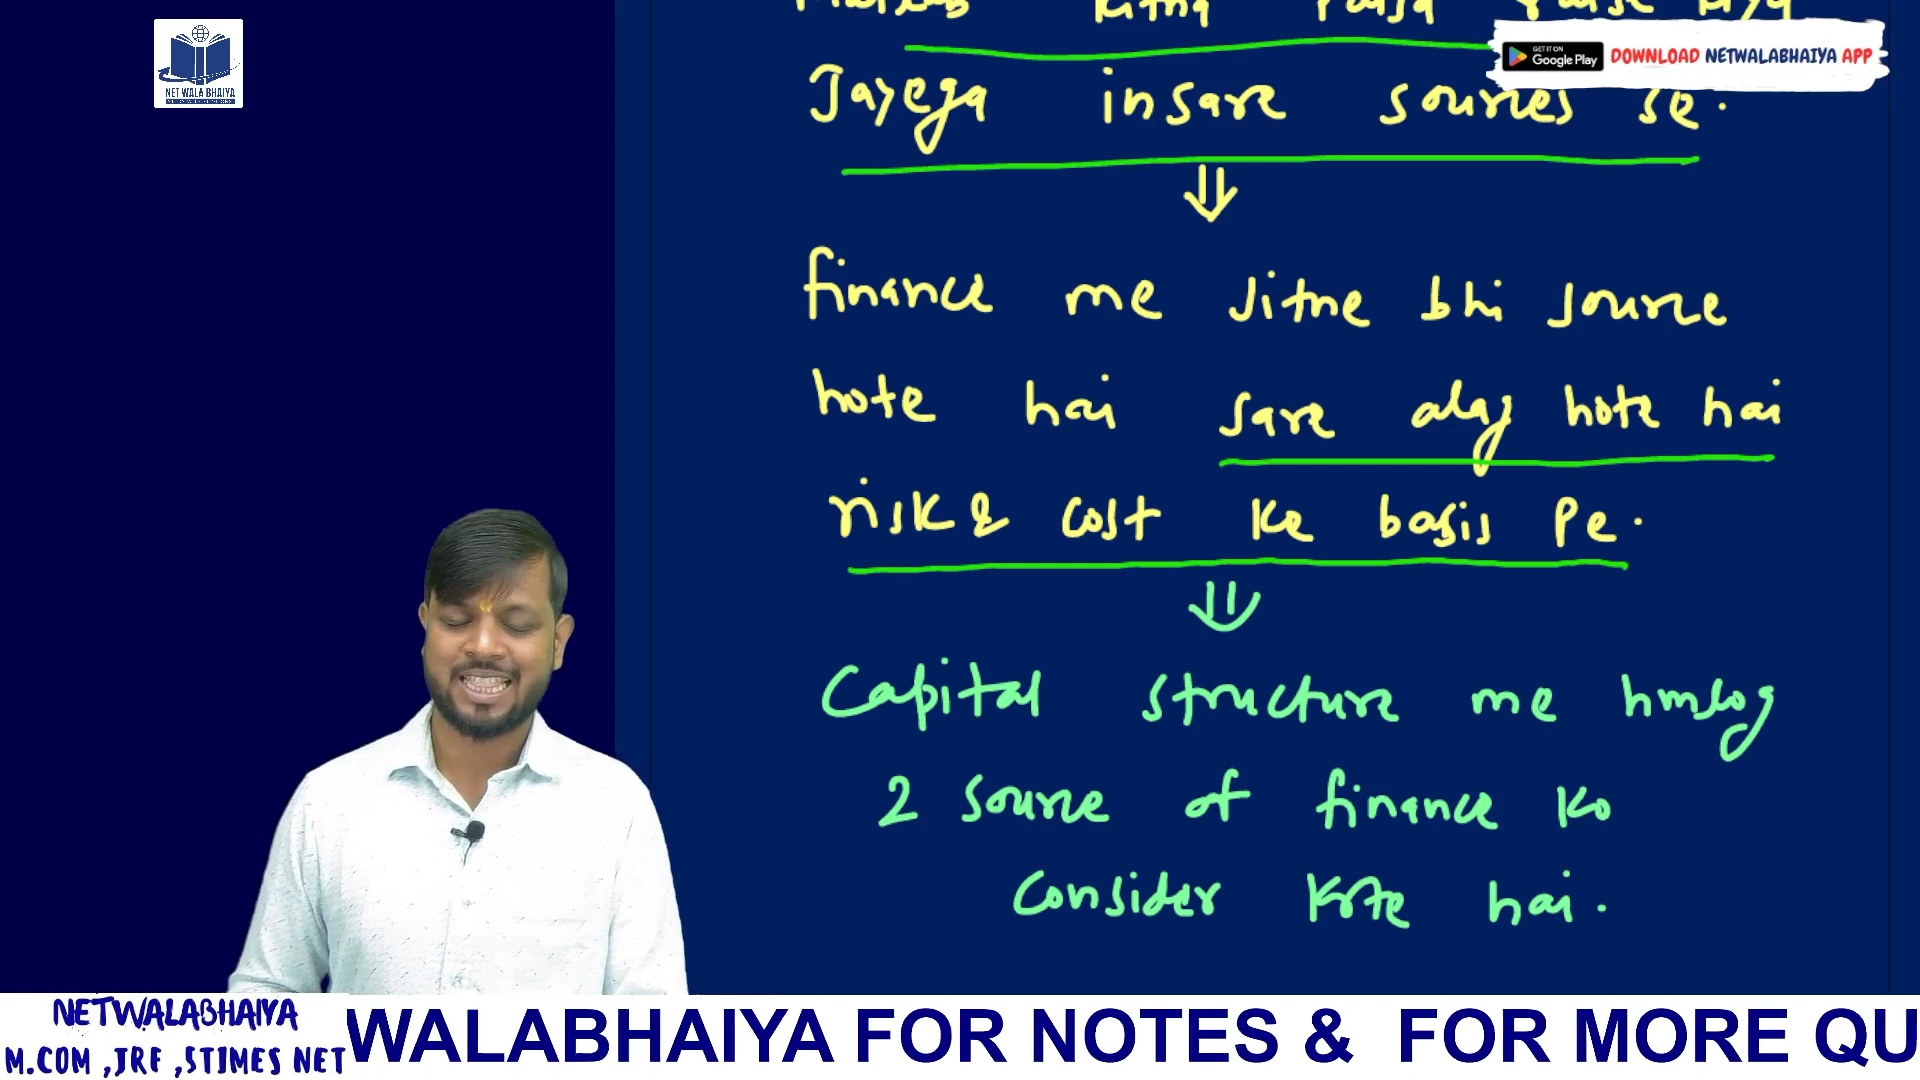 NET WALA BHAIYA
GET IT ON
Google Play
DOWNLOAD NETWALABHAIYA APP
Jayega insare sources se.
⇓
finance me Jitne bhi source
hote hai sare alag hote hai
risk & cost ke basis pe.
⇓
Capital structure me hmlog
2 source of finance ko
Consider krte hai.
NETWALABHAIYA
M.COM ,JRF ,5TIMES NET
WALABHAIYA FOR NOTES & FOR MORE QU